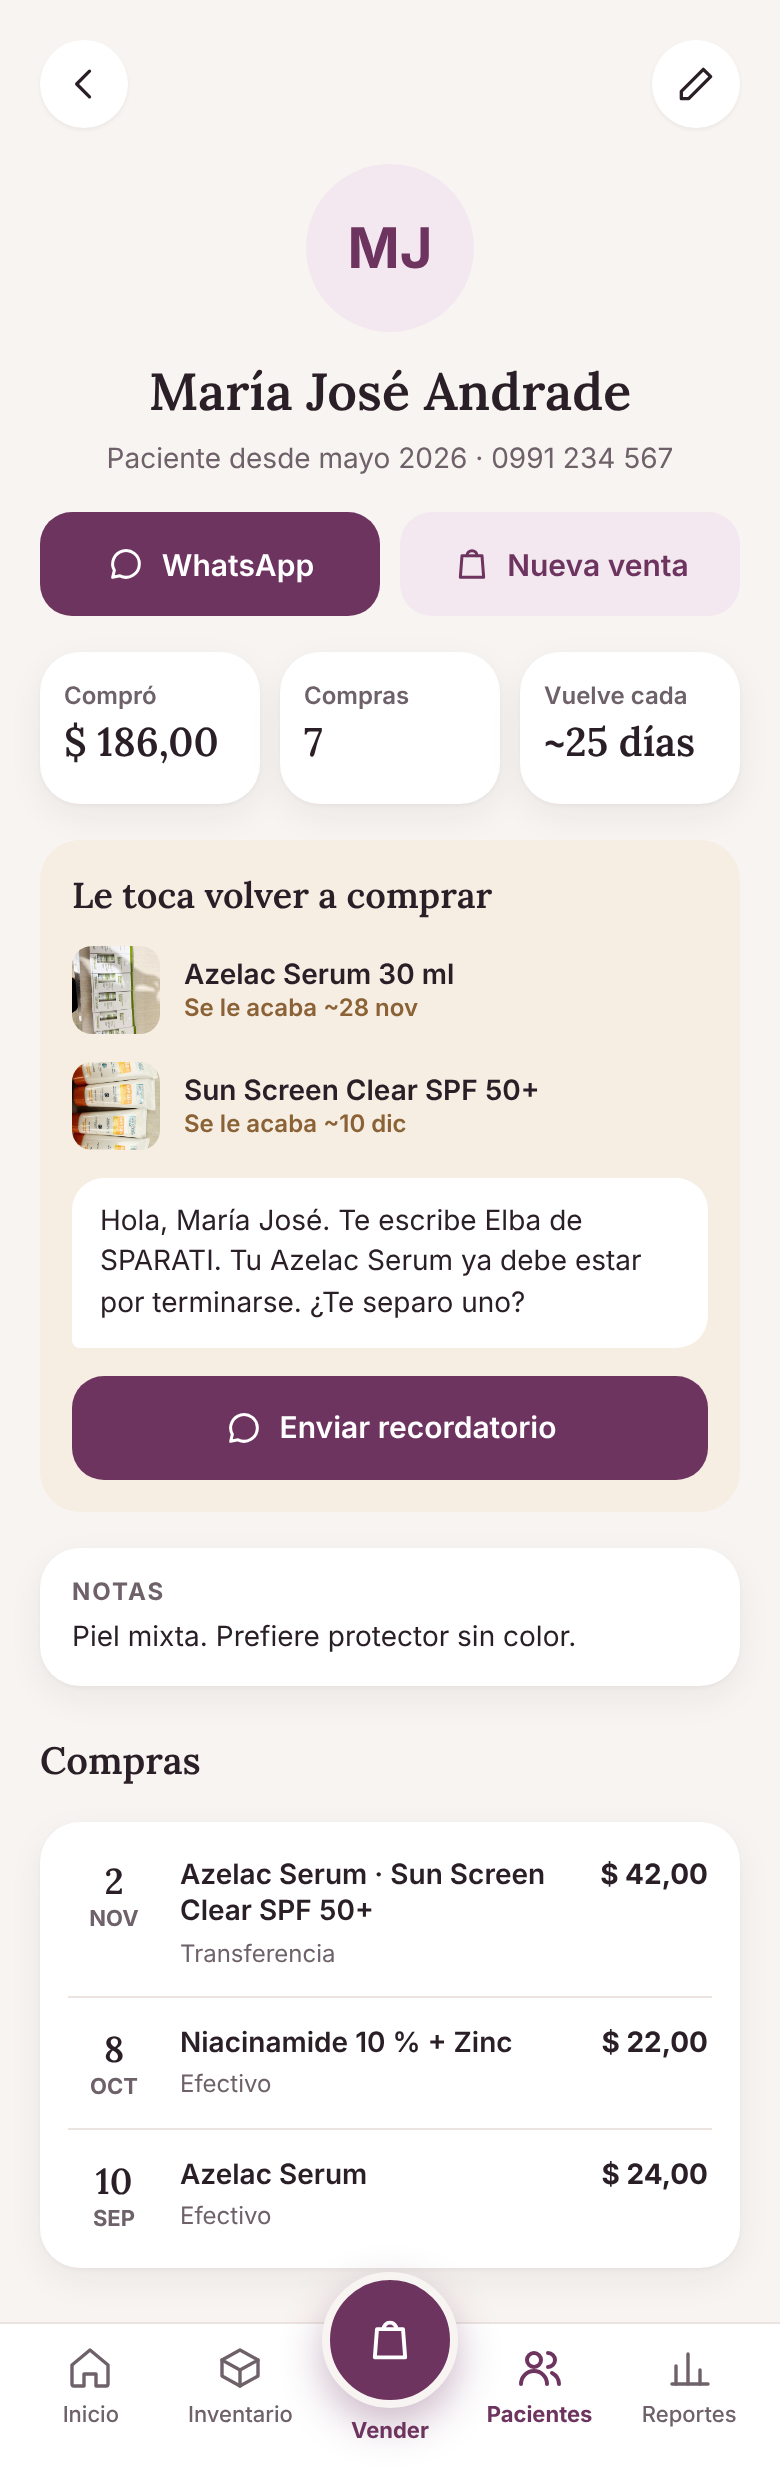 MJ
María José Andrade
Paciente desde mayo 2026 · 0991 234 567
WhatsApp
Nueva venta
Compró
$ 186,00
Compras
7
Vuelve cada
~25 días
Le toca volver a comprar
Azelac Serum 30 ml
Se le acaba ~28 nov
Sun Screen Clear SPF 50+
Se le acaba ~10 dic
Hola, María José. Te escribe Elba de
SPARATI. Tu Azelac Serum ya debe estar
por terminarse. ¿Te separo uno?
Enviar recordatorio
NOTAS
Piel mixta. Prefiere protector sin color.
Compras
2
NOV
Azelac Serum · Sun Screen
Clear SPF 50+
Transferencia
$ 42,00
8
OCT
Niacinamide 10 % + Zinc
Efectivo
$ 22,00
10
SEP
Azelac Serum
Efectivo
$ 24,00
Inicio
Inventario
Vender
Pacientes
Reportes